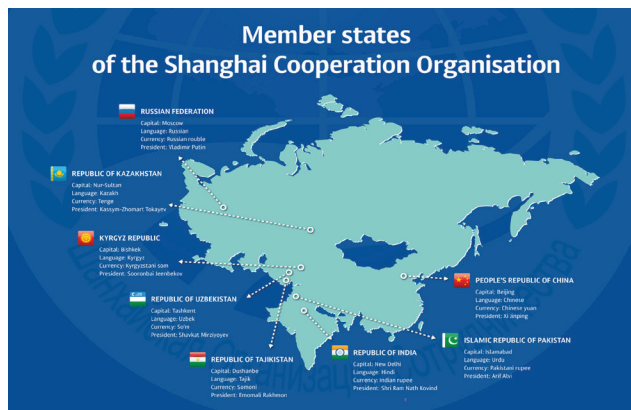 Member states
of the Shanghai Cooperation Organisation
RUSSIAN FEDERATION
Capital: Moscow
Language: Russian
Currency: Russian rouble
President: Vladimir Putin
REPUBLIC OF KAZAKHSTAN
Capital: Nur-Sultan
Language: Kazakh
Currency: Tenge
President: Kassym-Zhomart Tokayev
KYRGYZ REPUBLIC
Capital: Bishkek
Language: Kyrgyz
Currency: Kyrgyzstani som
President: Sooronbai Jeenbekov
REPUBLIC OF UZBEKISTAN
Capital: Tashkent
Language: Uzbek
Currency: So'm
President: Shavkat Mirziyoyev
REPUBLIC OF TAJIKISTAN
Capital: Dushanbe
Language: Tajik
Currency: Somoni
President: Emomali Rakhmon
REPUBLIC OF INDIA
Capital: New Delhi
Language: Hindi
Currency: Indian rupee
President: Shri Ram Nath Kovind
PEOPLE'S REPUBLIC OF CHINA
Capital: Beijing
Language: Chinese
Currency: Chinese yuan
President: Xi Jinping
ISLAMIC REPUBLIC OF PAKISTAN
Capital: Islamabad
Language: Urdu
Currency: Pakistani rupee
President: Arif Alvi